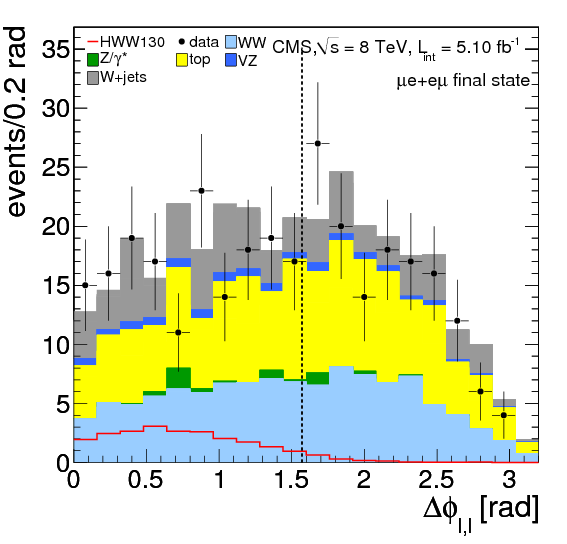 HWW130 data WW
Z/γ* top VZ
W+jets
CMS,√s = 8 TeV, L_int = 5.10 fb⁻¹
μe+eμ final state
events/0.2 rad
35
30
25
20
15
10
5
0
0 0.5 1 1.5 2 2.5 3
Δϕ_l,l [rad]